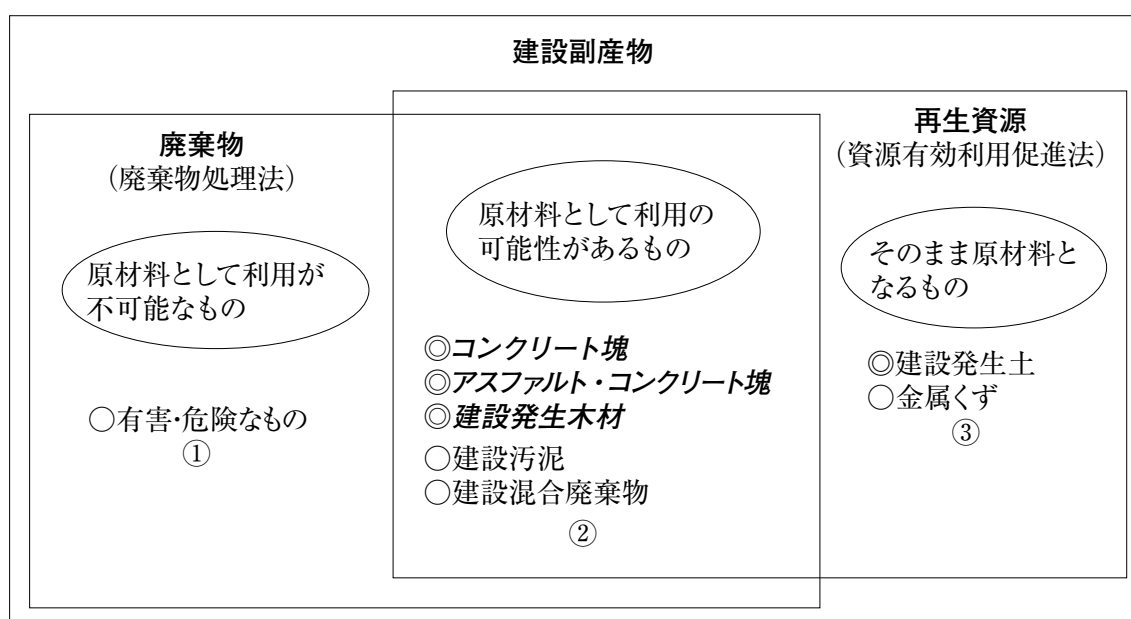 建設副産物
廃棄物
（廃棄物処理法）
原材料として利用が
不可能なもの
○有害・危険なもの
①
原材料として利用の
可能性があるもの
◎コンクリート塊
◎アスファルト・コンクリート塊
◎建設発生木材
○建設汚泥
○建設混合廃棄物
②
再生資源
（資源有効利用促進法）
そのまま原材料と
なるもの
◎建設発生土
○金属くず
③